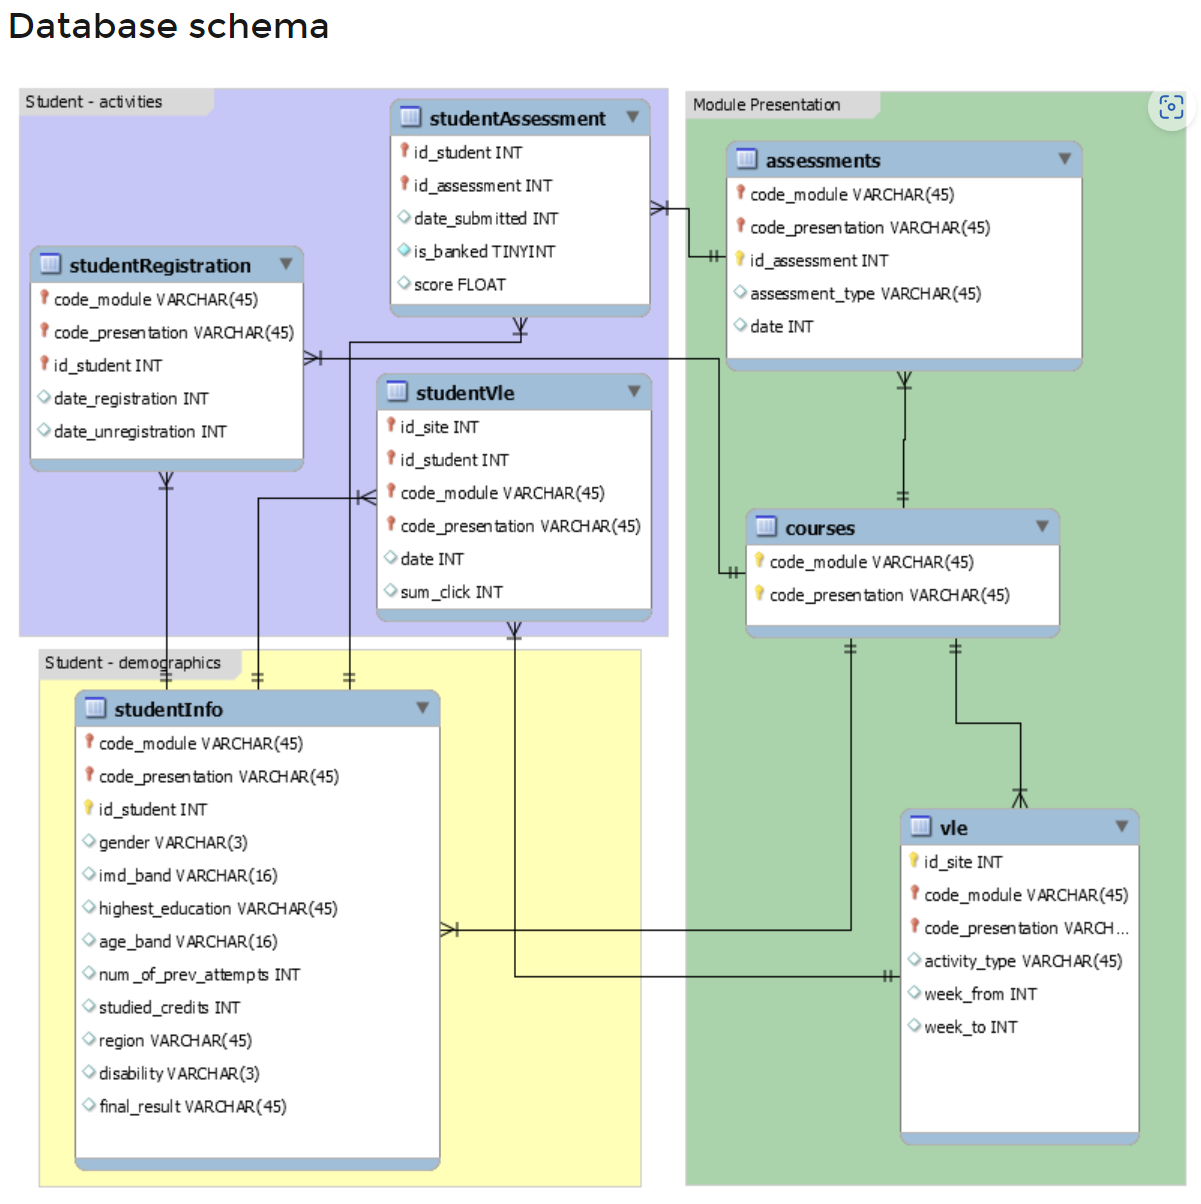 Database schema
Student - activities
studentAssessment
id_student INT
id_assessment INT
date_submitted INT
is_banked TINYINT
score FLOAT
studentRegistration
code_module VARCHAR(45)
code_presentation VARCHAR(45)
id_student INT
date_registration INT
date_unregistration INT
studentVle
id_site INT
id_student INT
code_module VARCHAR(45)
code_presentation VARCHAR(45)
date INT
sum_click INT
Student - demographics
studentInfo
code_module VARCHAR(45)
code_presentation VARCHAR(45)
id_student INT
gender VARCHAR(3)
imd_band VARCHAR(16)
highest_education VARCHAR(45)
age_band VARCHAR(16)
num_of_prev_attempts INT
studied_credits INT
region VARCHAR(45)
disability VARCHAR(3)
final_result VARCHAR(45)
Module Presentation
assessments
code_module VARCHAR(45)
code_presentation VARCHAR(45)
id_assessment INT
assessment_type VARCHAR(45)
date INT
courses
code_module VARCHAR(45)
code_presentation VARCHAR(45)
vle
id_site INT
code_module VARCHAR(45)
code_presentation VARCH...
activity_type VARCHAR(45)
week_from INT
week_to INT